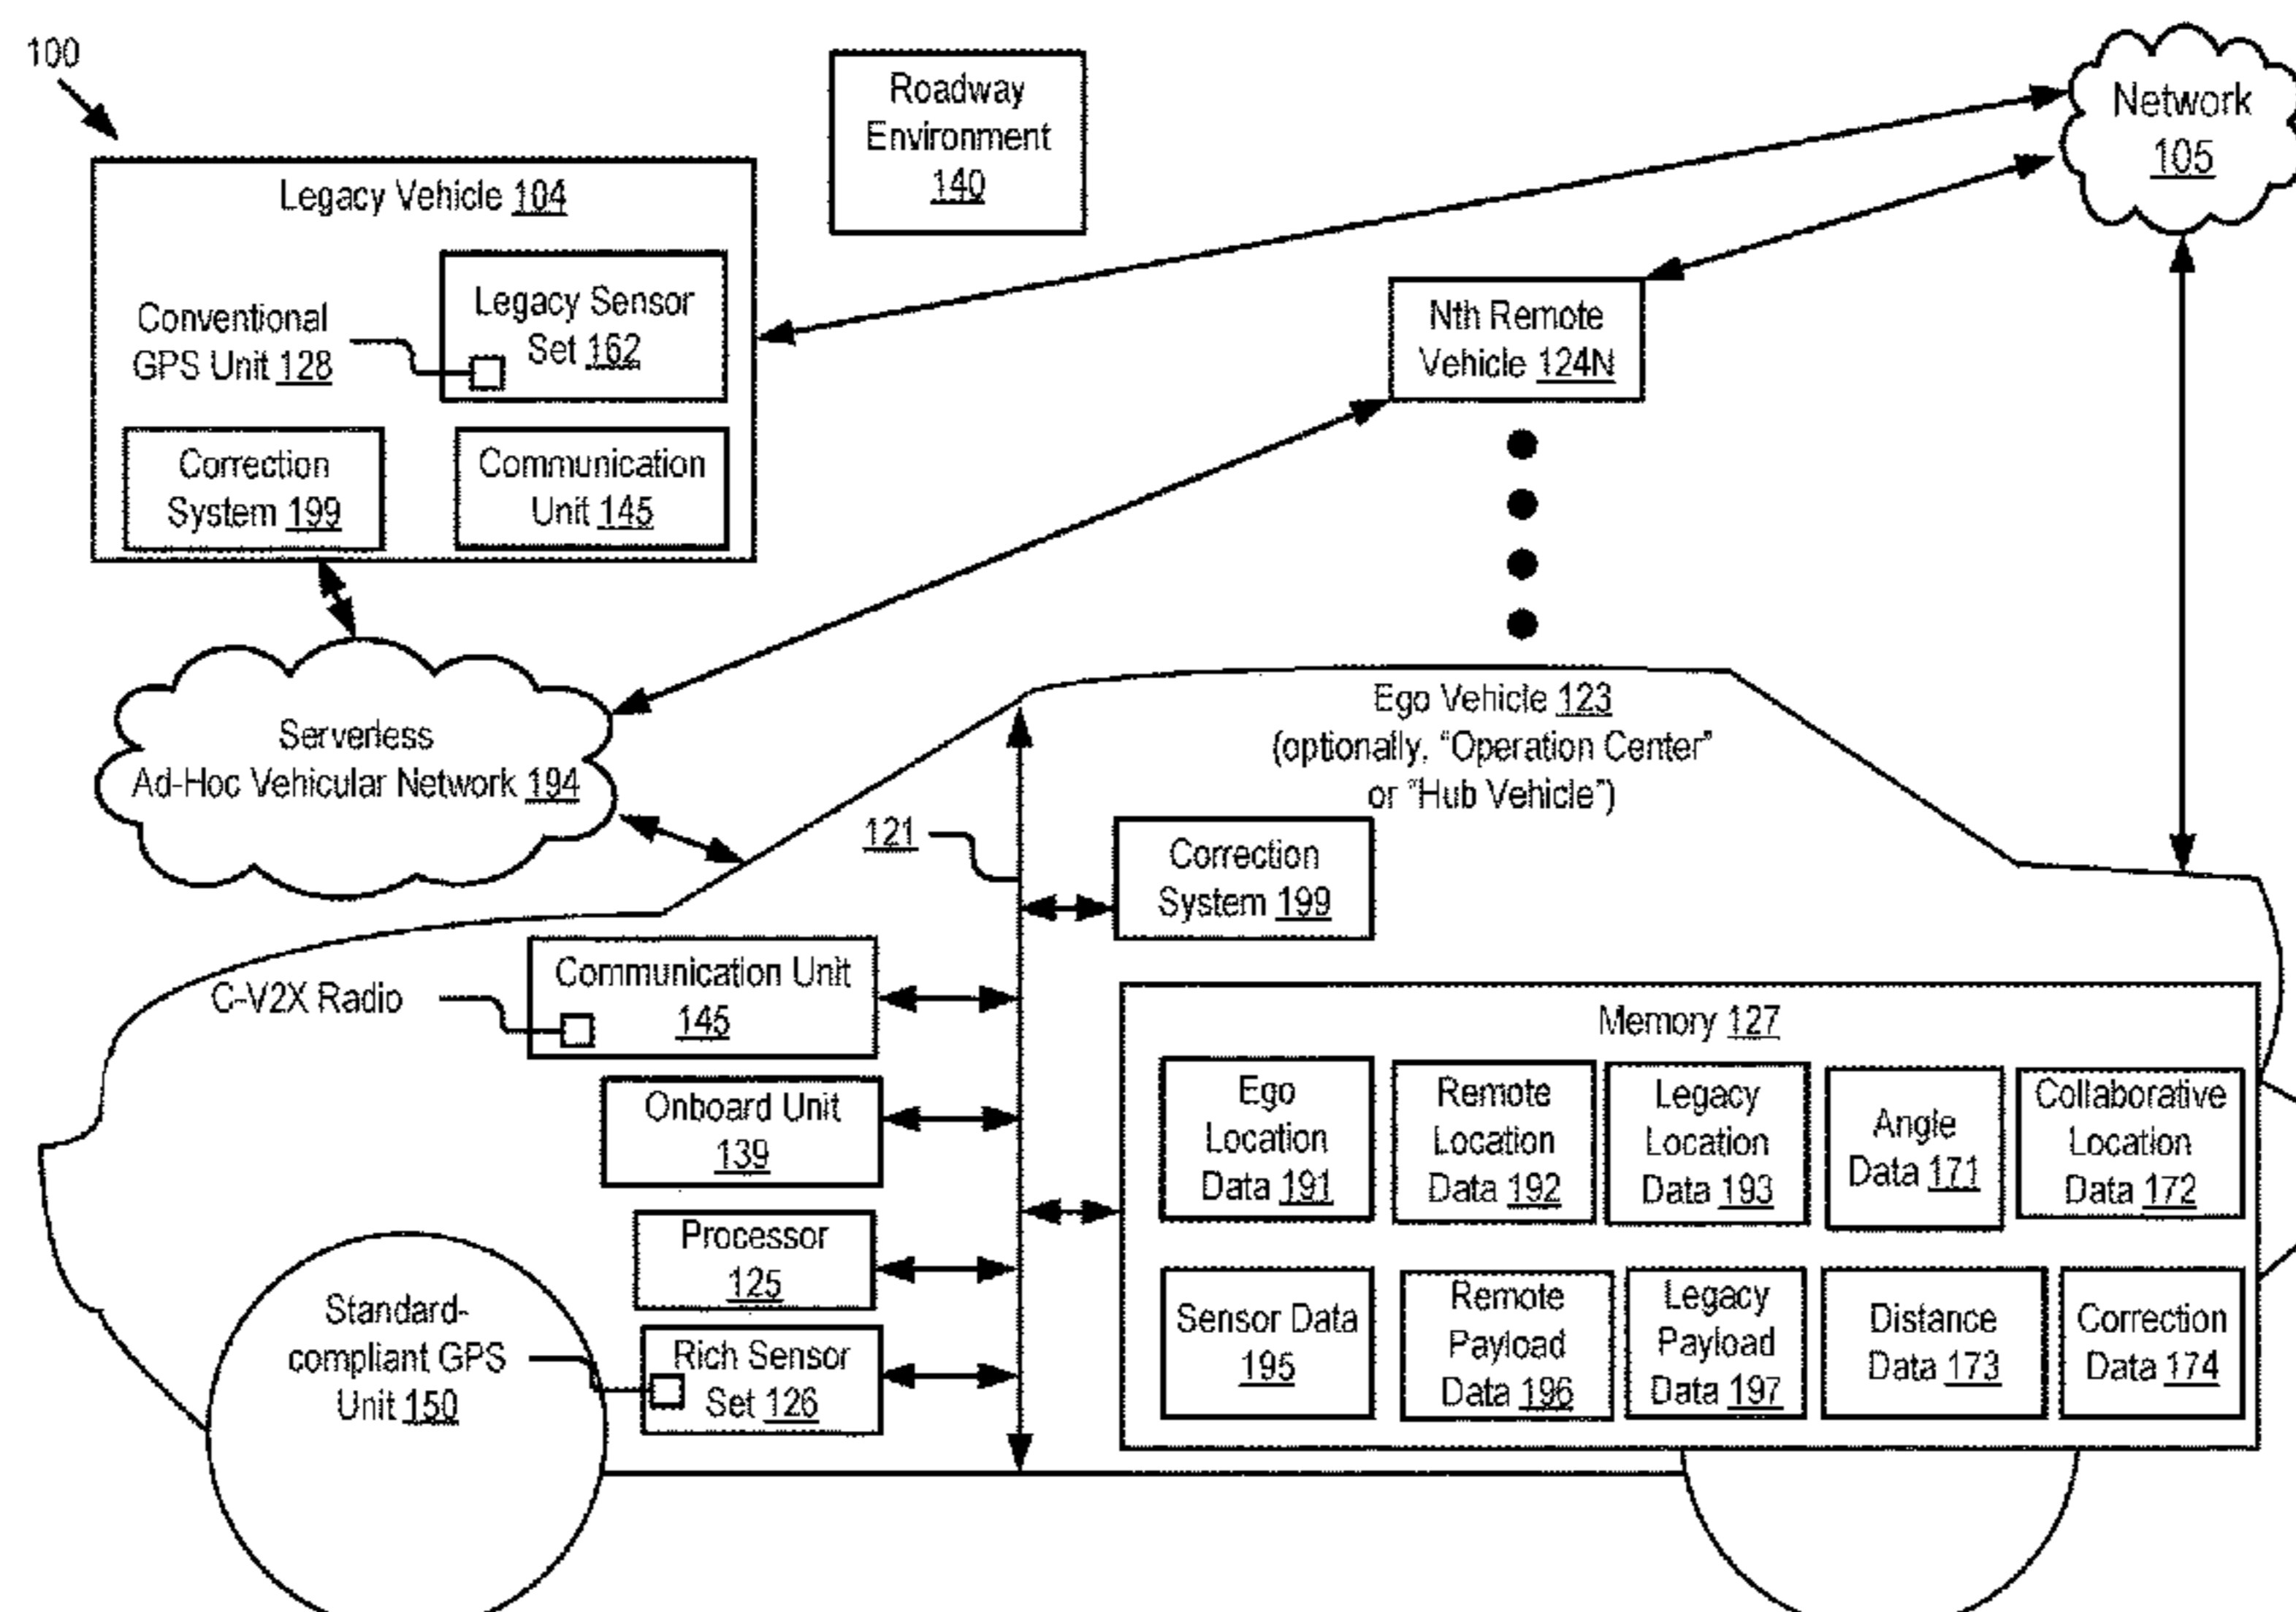 100
Roadway
Environment
140
Network
105
Legacy Vehicle 104
Conventional
GPS Unit 128
Legacy Sensor
Set 162
Correction
System 199
Communication
Unit 145
Nth Remote
Vehicle 124N
Serverless
Ad-Hoc Vehicular Network 194
Ego Vehicle 123
(optionally, "Operation Center"
or "Hub Vehicle")
121
Correction
System 199
C-V2X Radio
Communication Unit
145
Onboard Unit
139
Processor
125
Standard-
compliant GPS
Unit 150
Rich Sensor
Set 126
Memory 127
Ego
Location
Data 191
Remote
Location
Data 192
Legacy
Location
Data 193
Angle
Data 171
Collaborative
Location
Data 172
Sensor Data
195
Remote
Payload
Data 196
Legacy
Payload
Data 197
Distance
Data 173
Correction
Data 174